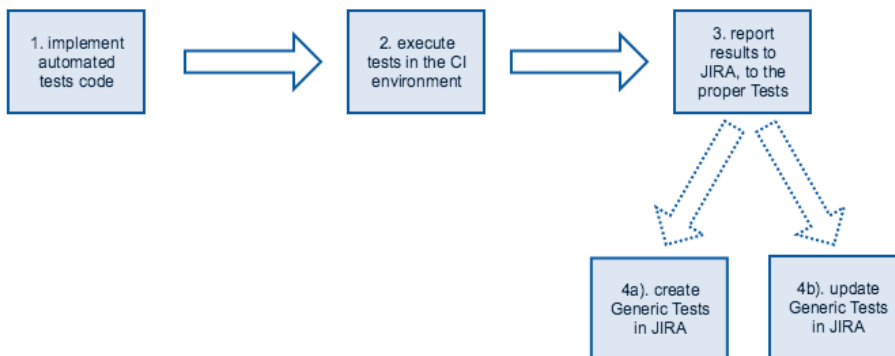 1. implement
automated
tests code
2. execute
tests in the CI
environment
3. report
results to
JIRA, to the
proper Tests
4a). create
Generic Tests
in JIRA
4b). update
Generic Tests
in JIRA